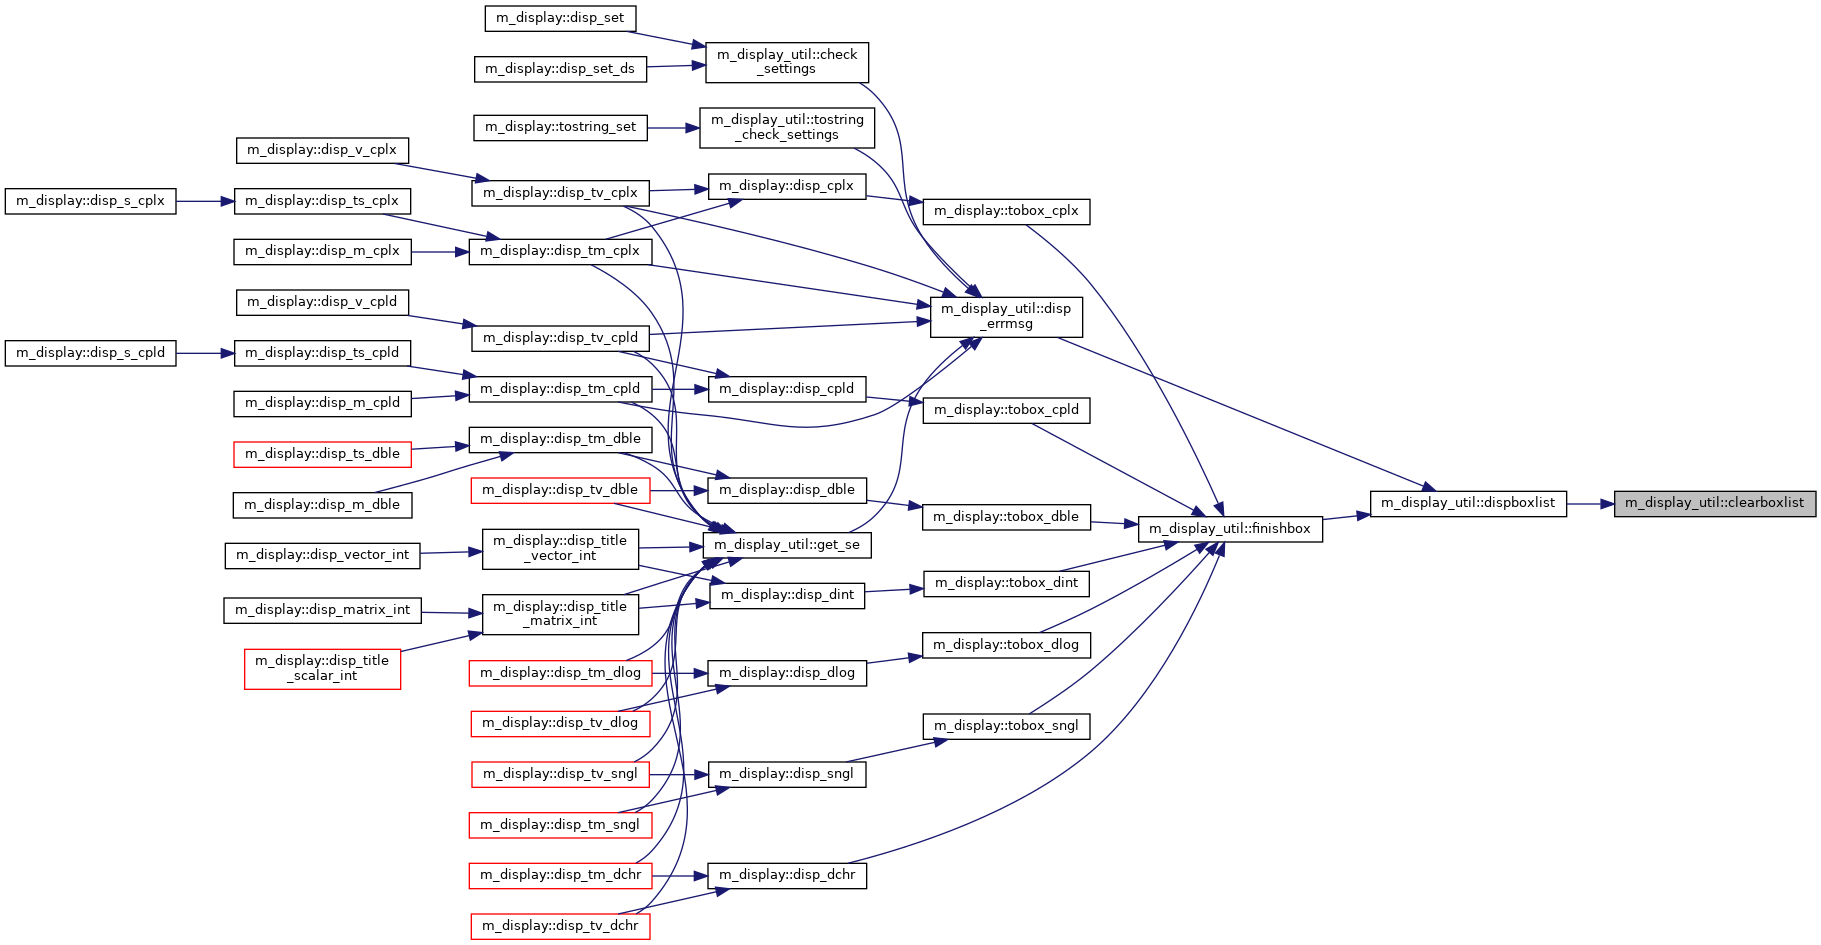 m_display::disp_set
m_display_util::check
_settings
m_display::disp_set_ds
m_display::tostring_set
m_display_util::tostring
_check_settings
m_display::disp_v_cplx
m_display::disp_s_cplx
m_display::disp_ts_cplx
m_display::disp_tv_cplx
m_display::disp_cplx
m_display::tobox_cplx
m_display::disp_m_cplx
m_display::disp_tm_cplx
m_display::disp_v_cpld
m_display_util::disp
_errmsg
m_display::disp_tv_cpld
m_display::disp_s_cpld
m_display::disp_ts_cpld
m_display::disp_tm_cpld
m_display::disp_cpld
m_display::disp_m_cpld
m_display::tobox_cpld
m_display::disp_tm_dble
m_display::disp_ts_dble
m_display::disp_tv_dble
m_display::disp_dble
m_display::disp_m_dble
m_display::tobox_dble
m_display_util::finishbox
m_display_util::dispboxlist
m_display_util::clearboxlist
m_display::disp_vector_int
m_display::disp_title
_vector_int
m_display_util::get_se
m_display::disp_dint
m_display::tobox_dint
m_display::disp_matrix_int
m_display::disp_title
_matrix_int
m_display::disp_title
_scalar_int
m_display::disp_tm_dlog
m_display::disp_dlog
m_display::tobox_dlog
m_display::disp_tv_dlog
m_display::tobox_sngl
m_display::disp_tv_sngl
m_display::disp_sngl
m_display::disp_tm_sngl
m_display::disp_tm_dchr
m_display::disp_dchr
m_display::disp_tv_dchr